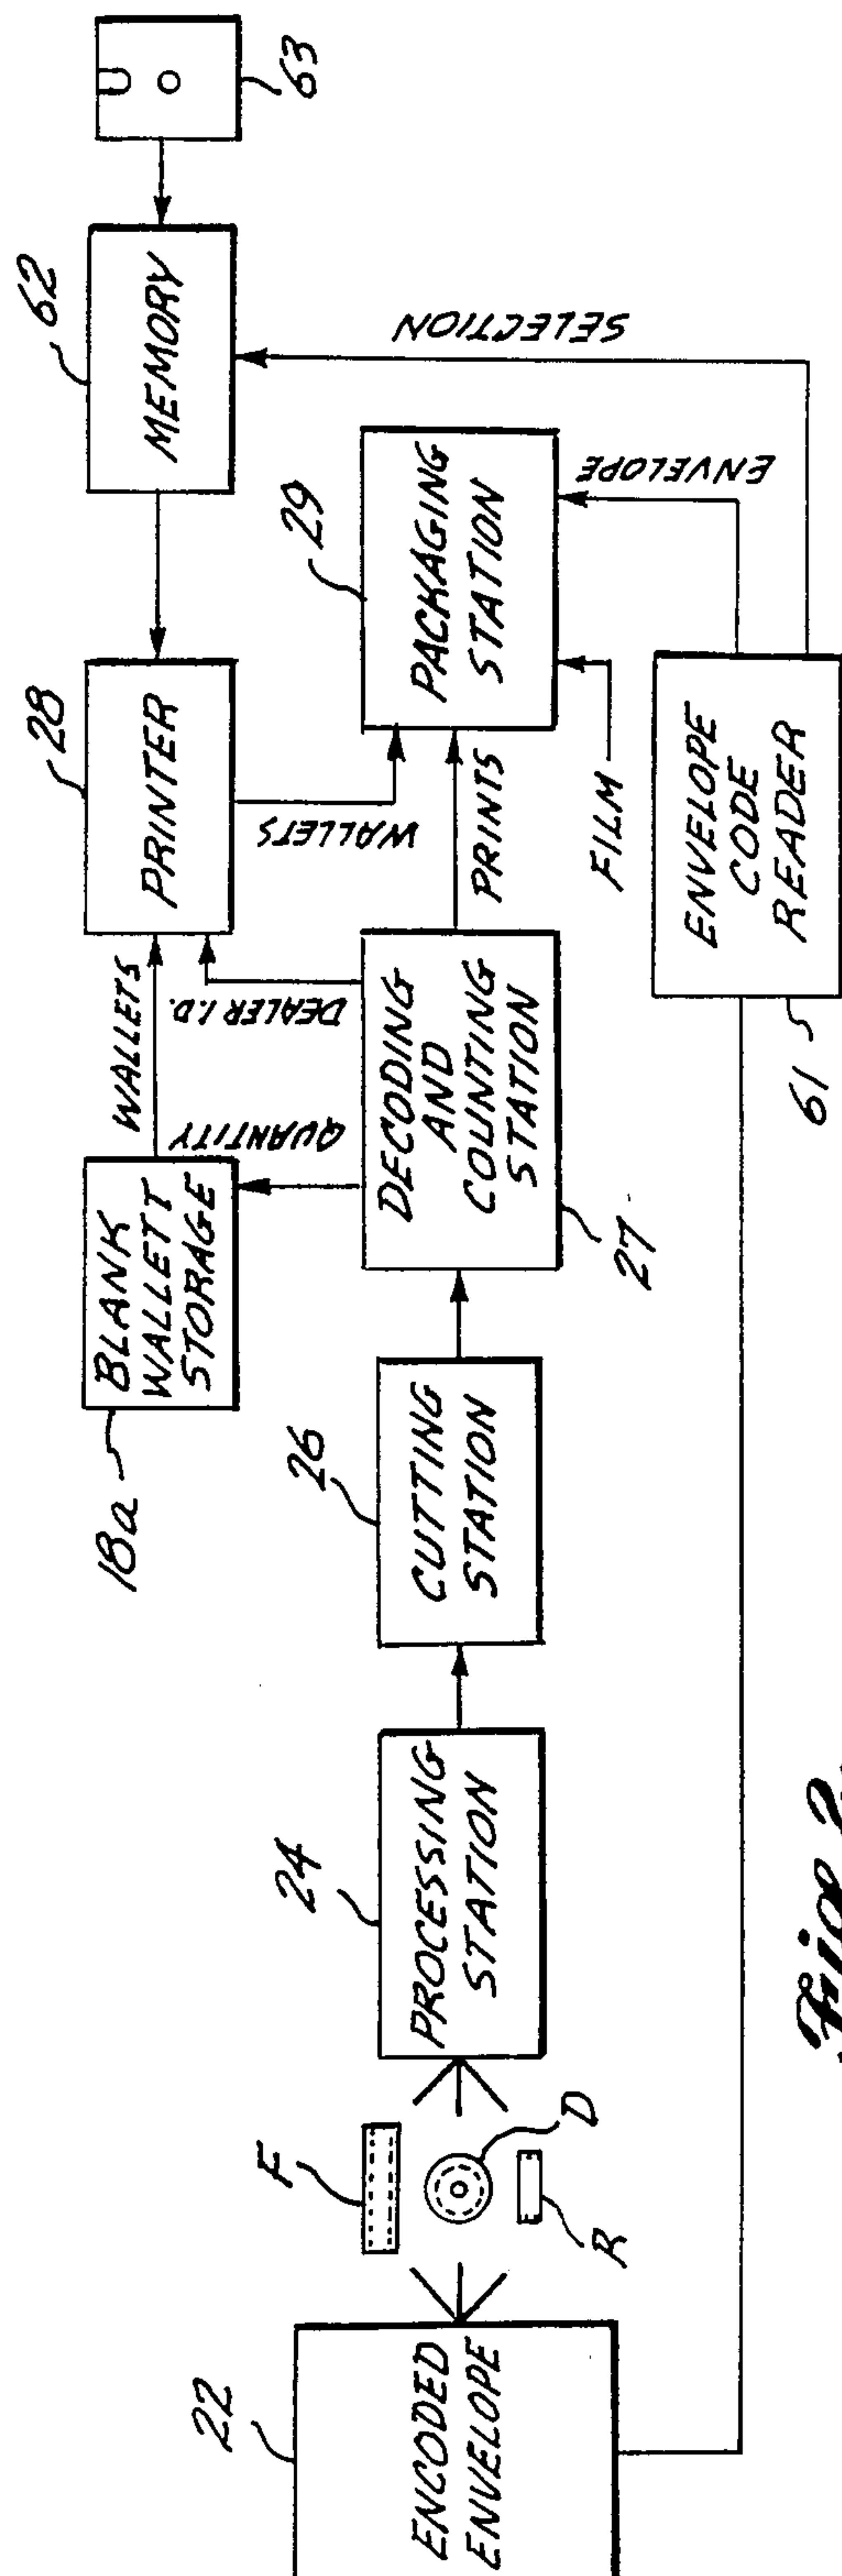 63
62
MEMORY
SELECTION
28
PRINTER
29
PACKAGING
STATION
ENVELOPE
WALLETS
WALLETS
PRINTS
FILM
DEALER I.D.
QUANTITY
ENVELOPE
CODE
READER
61
18a
BLANK
WALLETT
STORAGE
DECODING
AND
COUNTING
STATION
27
26
CUTTING
STATION
24
PROCESSING
STATION
F
D
R
22
ENCODED
ENVELOPE
Fig. 2.